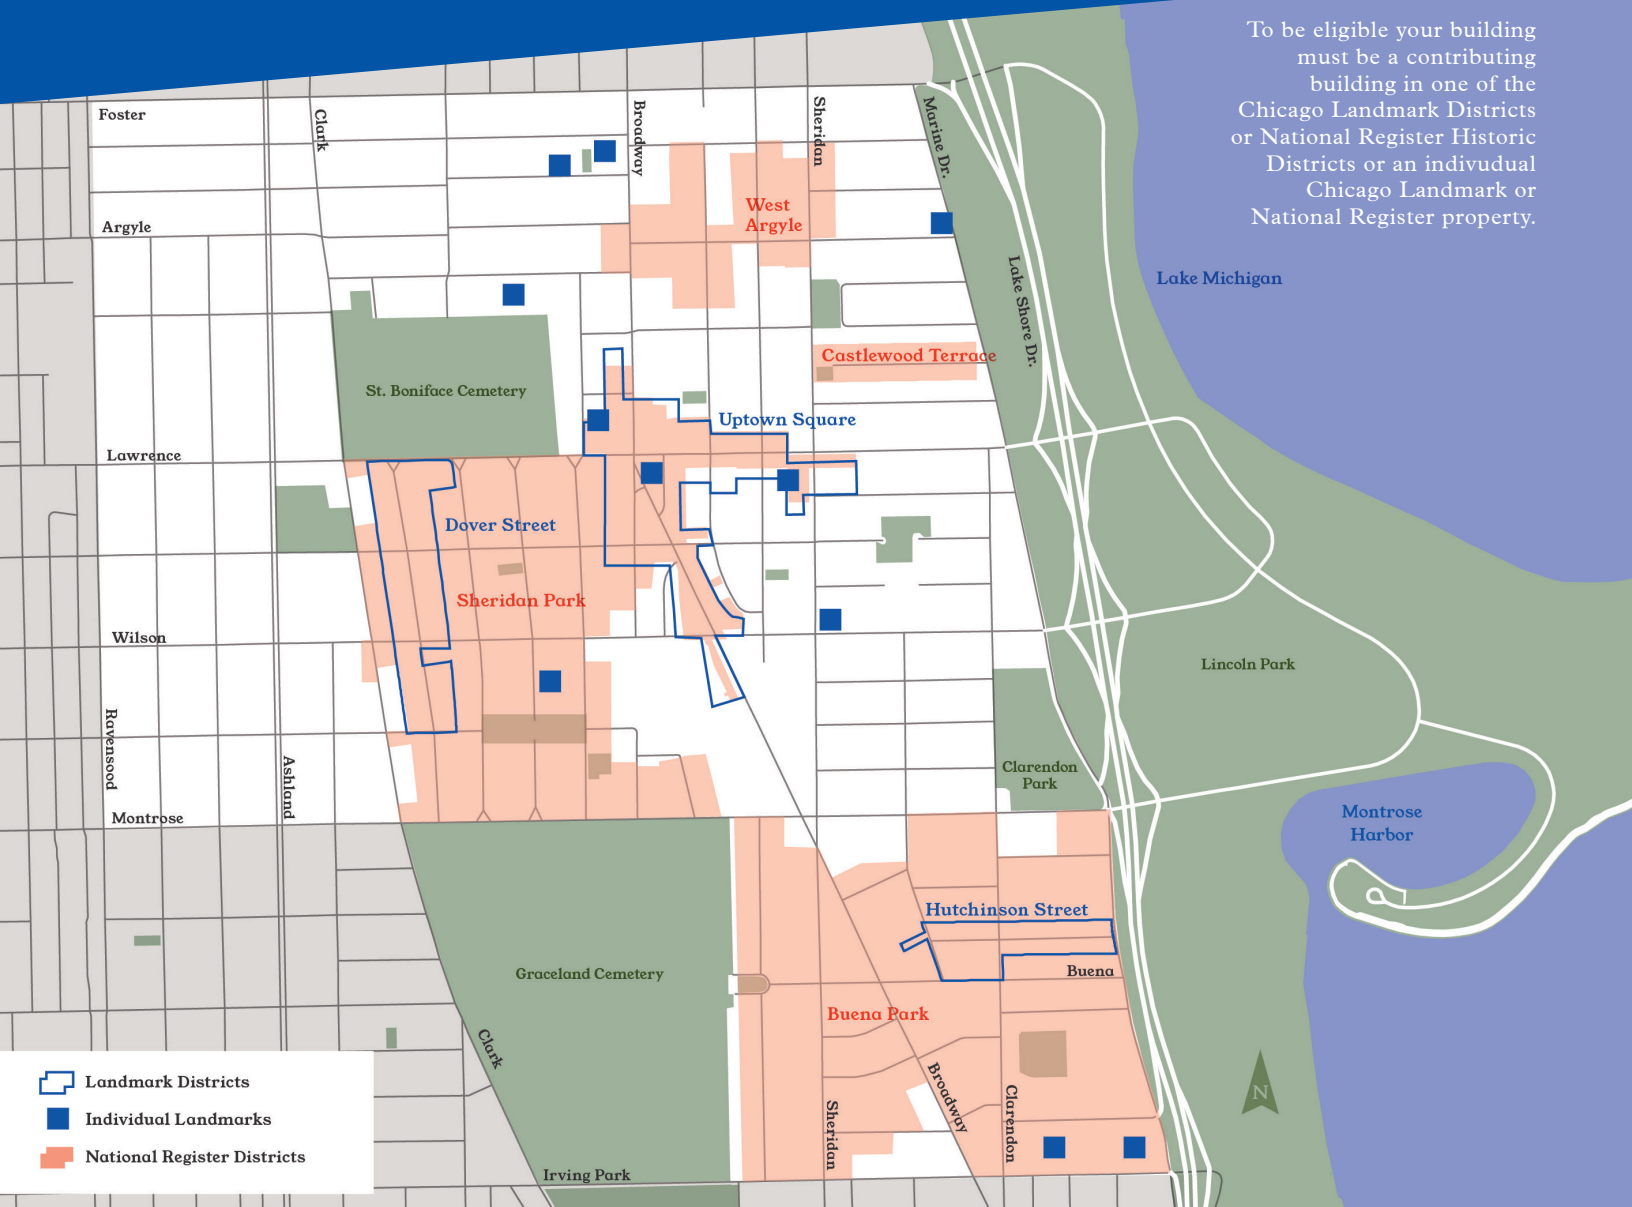 To be eligible your building
must be a contributing
building in one of the
Chicago Landmark Districts
or National Register Historic
Districts or an indivudual
Chicago Landmark or
National Register property.
Foster
Clark
Broadway
Sheridan
Marine Dr.
Argyle
West
Argyle
Lake Shore Dr.
Lake Michigan
Castlewood Terrace
St. Boniface Cemetery
Uptown Square
Lawrence
Dover Street
Sheridan Park
Wilson
Lincoln Park
Ravensood
Ashland
Clarendon
Park
Montrose
Montrose
Harbor
Hutchinson Street
Graceland Cemetery
Buena
Buena Park
Clark
Broadway
Clarendon
Sheridan
N
Landmark Districts
Individual Landmarks
National Register Districts
Irving Park